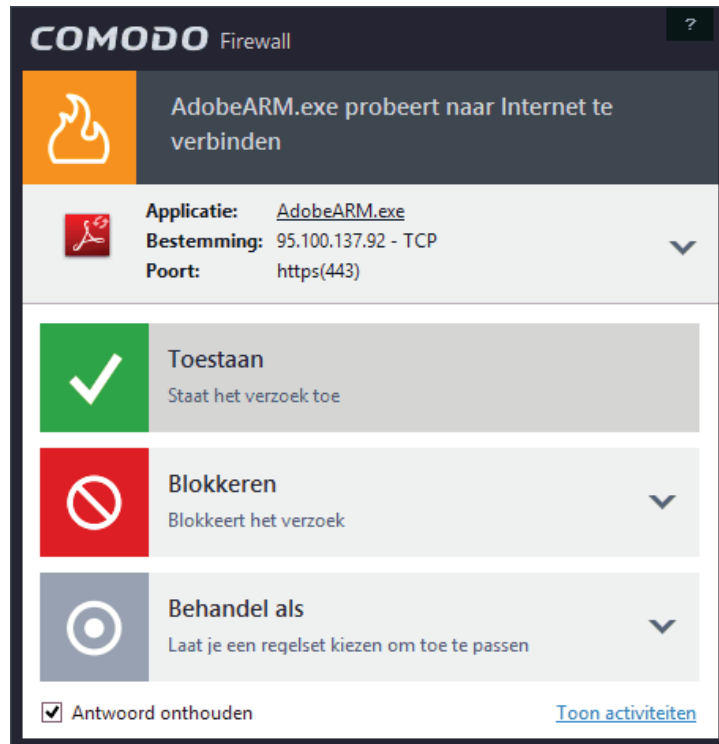 COMODO Firewall
?
AdobeARM.exe probeert naar Internet te
verbinden
Applicatie: AdobeARM.exe
Bestemming: 95.100.137.92 - TCP
Poort: https(443)
Toestaan
Staat het verzoek toe
Blokkeren
Blokkeert het verzoek
Behandel als
Laat je een regelset kiezen om toe te passen
Antwoord onthouden
Toon activiteiten